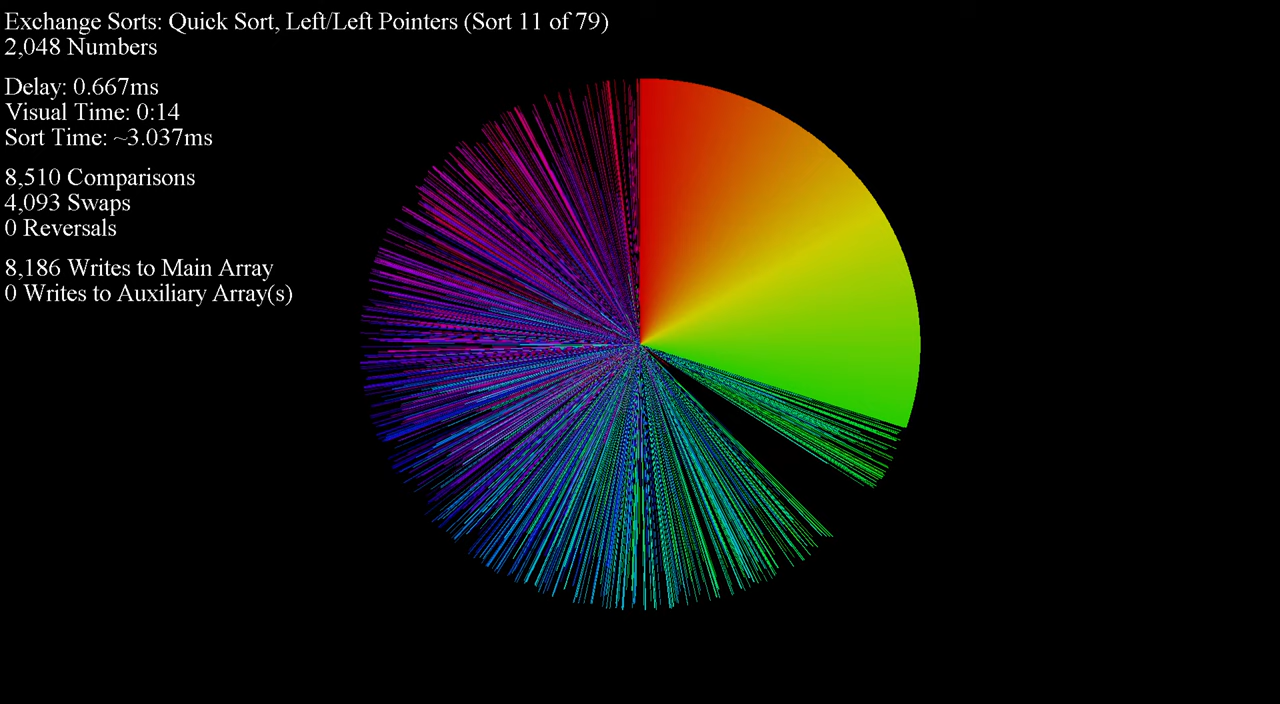 Exchange Sorts: Quick Sort, Left/Left Pointers (Sort 11 of 79)
2,048 Numbers
Delay: 0.667ms
Visual Time: 0:14
Sort Time: ~3.037ms
8,510 Comparisons
4,093 Swaps
0 Reversals
8,186 Writes to Main Array
0 Writes to Auxiliary Array(s)